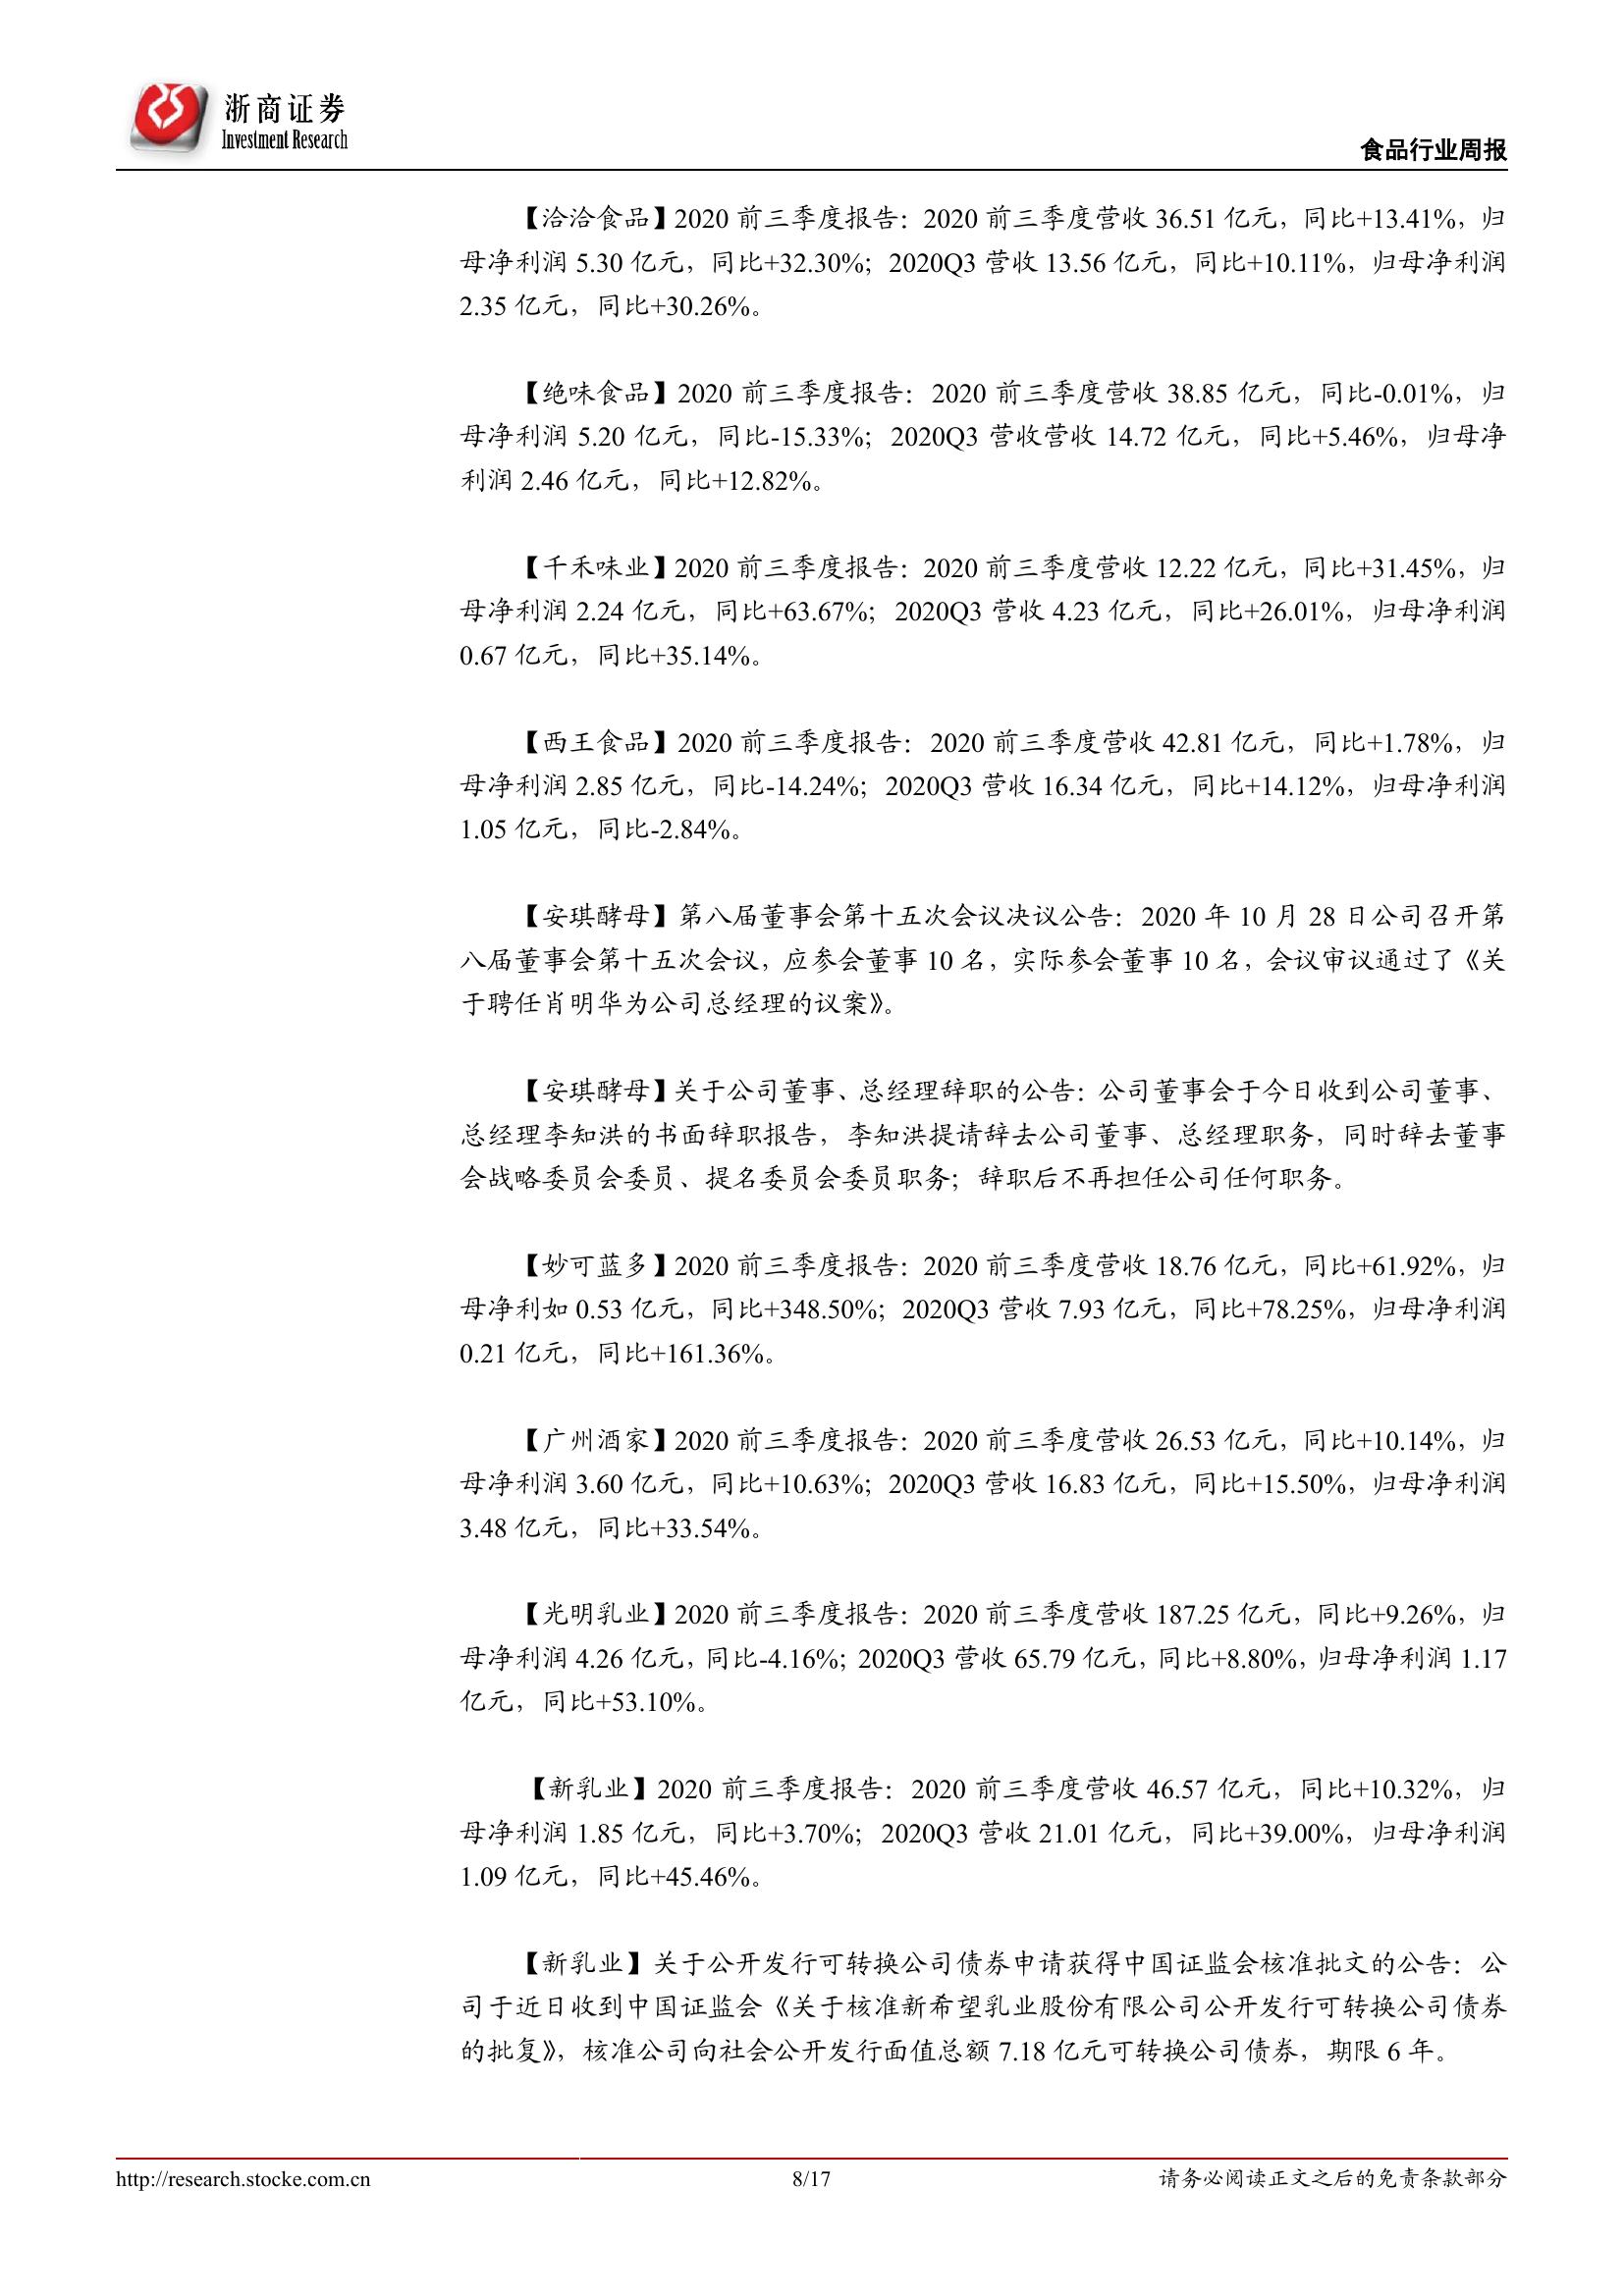 浙商证券
Investment Research
食品行业周报
【洽洽食品】2020 前三季度报告：2020 前三季度营收 36.51 亿元，同比+13.41%，归
母净利润 5.30 亿元，同比+32.30%；2020Q3 营收 13.56 亿元，同比+10.11%，归母净利润
2.35 亿元，同比+30.26%。
【绝味食品】2020 前三季度报告：2020 前三季度营收 38.85 亿元，同比-0.01%，归
母净利润 5.20 亿元，同比-15.33%；2020Q3 营收营收 14.72 亿元，同比+5.46%，归母净
利润 2.46 亿元，同比+12.82%。
【千禾味业】2020 前三季度报告：2020 前三季度营收 12.22 亿元，同比+31.45%，归
母净利润 2.24 亿元，同比+63.67%；2020Q3 营收 4.23 亿元，同比+26.01%，归母净利润
0.67 亿元，同比+35.14%。
【西王食品】2020 前三季度报告：2020 前三季度营收 42.81 亿元，同比+1.78%，归
母净利润 2.85 亿元，同比-14.24%；2020Q3 营收 16.34 亿元，同比+14.12%，归母净利润
1.05 亿元，同比-2.84%。
【安琪酵母】第八届董事会第十五次会议决议公告：2020 年 10 月 28 日公司召开第
八届董事会第十五次会议，应参会董事 10 名，实际参会董事 10 名，会议审议通过了《关
于聘任肖明华为公司总经理的议案》。
【安琪酵母】关于公司董事、总经理辞职的公告：公司董事会于今日收到公司董事、
总经理李知洪的书面辞职报告，李知洪提请辞去公司董事、总经理职务，同时辞去董事
会战略委员会委员、提名委员会委员职务；辞职后不再担任公司任何职务。
【妙可蓝多】2020 前三季度报告：2020 前三季度营收 18.76 亿元，同比+61.92%，归
母净利如 0.53 亿元，同比+348.50%；2020Q3 营收 7.93 亿元，同比+78.25%，归母净利润
0.21 亿元，同比+161.36%。
【广州酒家】2020 前三季度报告：2020 前三季度营收 26.53 亿元，同比+10.14%，归
母净利润 3.60 亿元，同比+10.63%；2020Q3 营收 16.83 亿元，同比+15.50%，归母净利润
3.48 亿元，同比+33.54%。
【光明乳业】2020 前三季度报告：2020 前三季度营收 187.25 亿元，同比+9.26%，归
母净利润 4.26 亿元，同比-4.16%；2020Q3 营收 65.79 亿元，同比+8.80%，归母净利润 1.17
亿元，同比+53.10%。
【新乳业】2020 前三季度报告：2020 前三季度营收 46.57 亿元，同比+10.32%，归
母净利润 1.85 亿元，同比+3.70%；2020Q3 营收 21.01 亿元，同比+39.00%，归母净利润
1.09 亿元，同比+45.46%。
【新乳业】关于公开发行可转换公司债券申请获得中国证监会核准批文的公告：公
司于近日收到中国证监会《关于核准新希望乳业股份有限公司公开发行可转换公司债券
的批复》，核准公司向社会公开发行面值总额 7.18 亿元可转换公司债券，期限 6 年。
http://research.stocke.com.cn
8/17
请务必阅读正文之后的免责条款部分